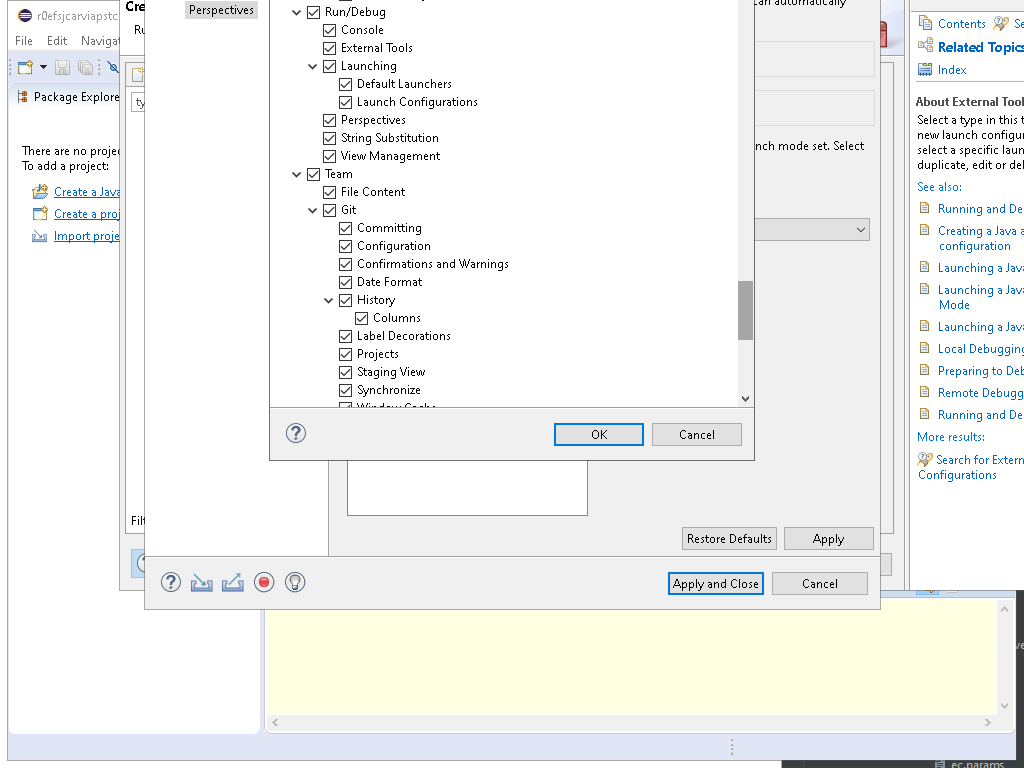 r0efsjcarviapstc
File Edit Navigat
Package Explore
There are no projec
To add a project:
Create a Java
Create a proj
Import proje
Cre
Ru
ty
Filt
Perspectives
Run/Debug
Console
External Tools
Launching
Default Launchers
Launch Configurations
Perspectives
String Substitution
View Management
Team
File Content
Git
Committing
Configuration
Confirmations and Warnings
Date Format
History
Columns
Label Decorations
Projects
Staging View
Synchronize
Window Cache
OK
Cancel
can automatically
nch mode set. Select
Restore Defaults
Apply
Apply and Close
Cancel
Contents
Se
Related Topics
Index
About External Tool
Select a type in this t
new launch configur
select a specific laun
duplicate, edit or del
See also:
Running and De
Creating a Java a
configuration
Launching a Java
Launching a Java
Mode
Launching a Java
Local Debugging
Preparing to Deb
Remote Debugg
Running and De
More results:
Search for Extern
Configurations
ve
ec.params